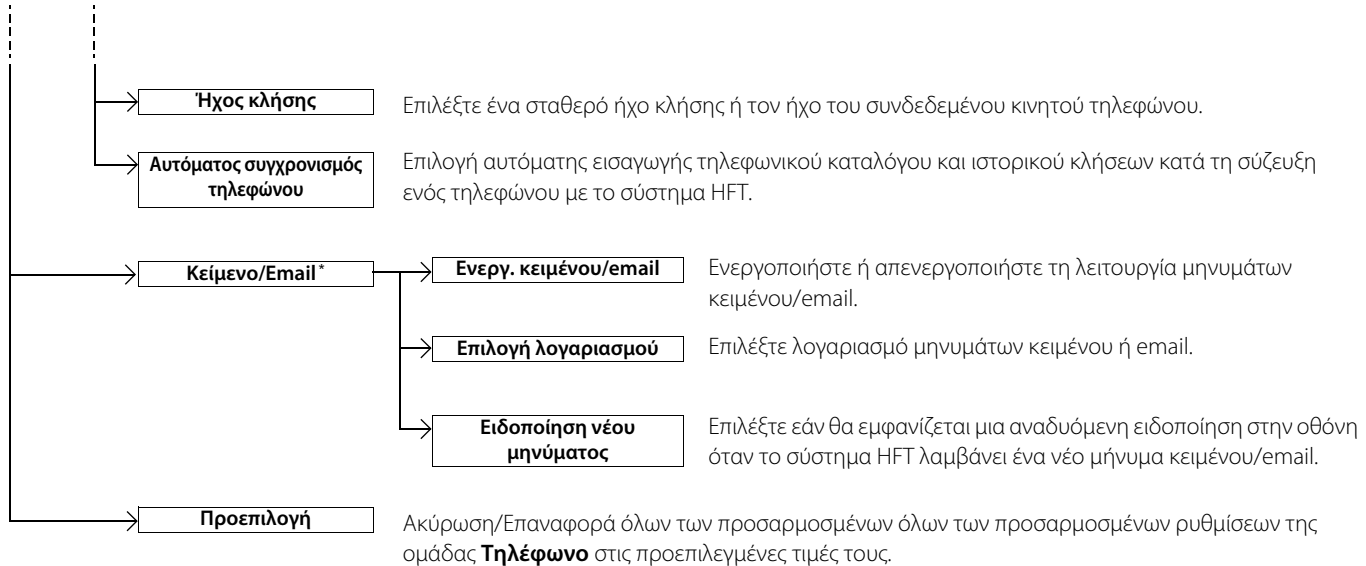 Ήχος κλήσης
Επιλέξτε ένα σταθερό ήχο κλήσης ή τον ήχο του συνδεδεμένου κινητού τηλεφώνου.
Αυτόματος συγχρονισμός
τηλεφώνου
Επιλογή αυτόματης εισαγωγής τηλεφωνικού καταλόγου και ιστορικού κλήσεων κατά τη σύζευξη
ενός τηλεφώνου με το σύστημα HFT.
Κείμενο/Email*
Ενεργ. κειμένου/email
Ενεργοποιήστε ή απενεργοποιήστε τη λειτουργία μηνυμάτων
κειμένου/email.
Επιλογή λογαριασμού
Επιλέξτε λογαριασμό μηνυμάτων κειμένου ή email.
Ειδοποίηση νέου
μηνύματος
Επιλέξτε εάν θα εμφανίζεται μια αναδυόμενη ειδοποίηση στην οθόνη
όταν το σύστημα HFT λαμβάνει ένα νέο μήνυμα κειμένου/email.
Προεπιλογή
Ακύρωση/Επαναφορά όλων των προσαρμοσμένων όλων των προσαρμοσμένων ρυθμίσεων της
ομάδας Τηλέφωνο στις προεπιλεγμένες τιμές τους.